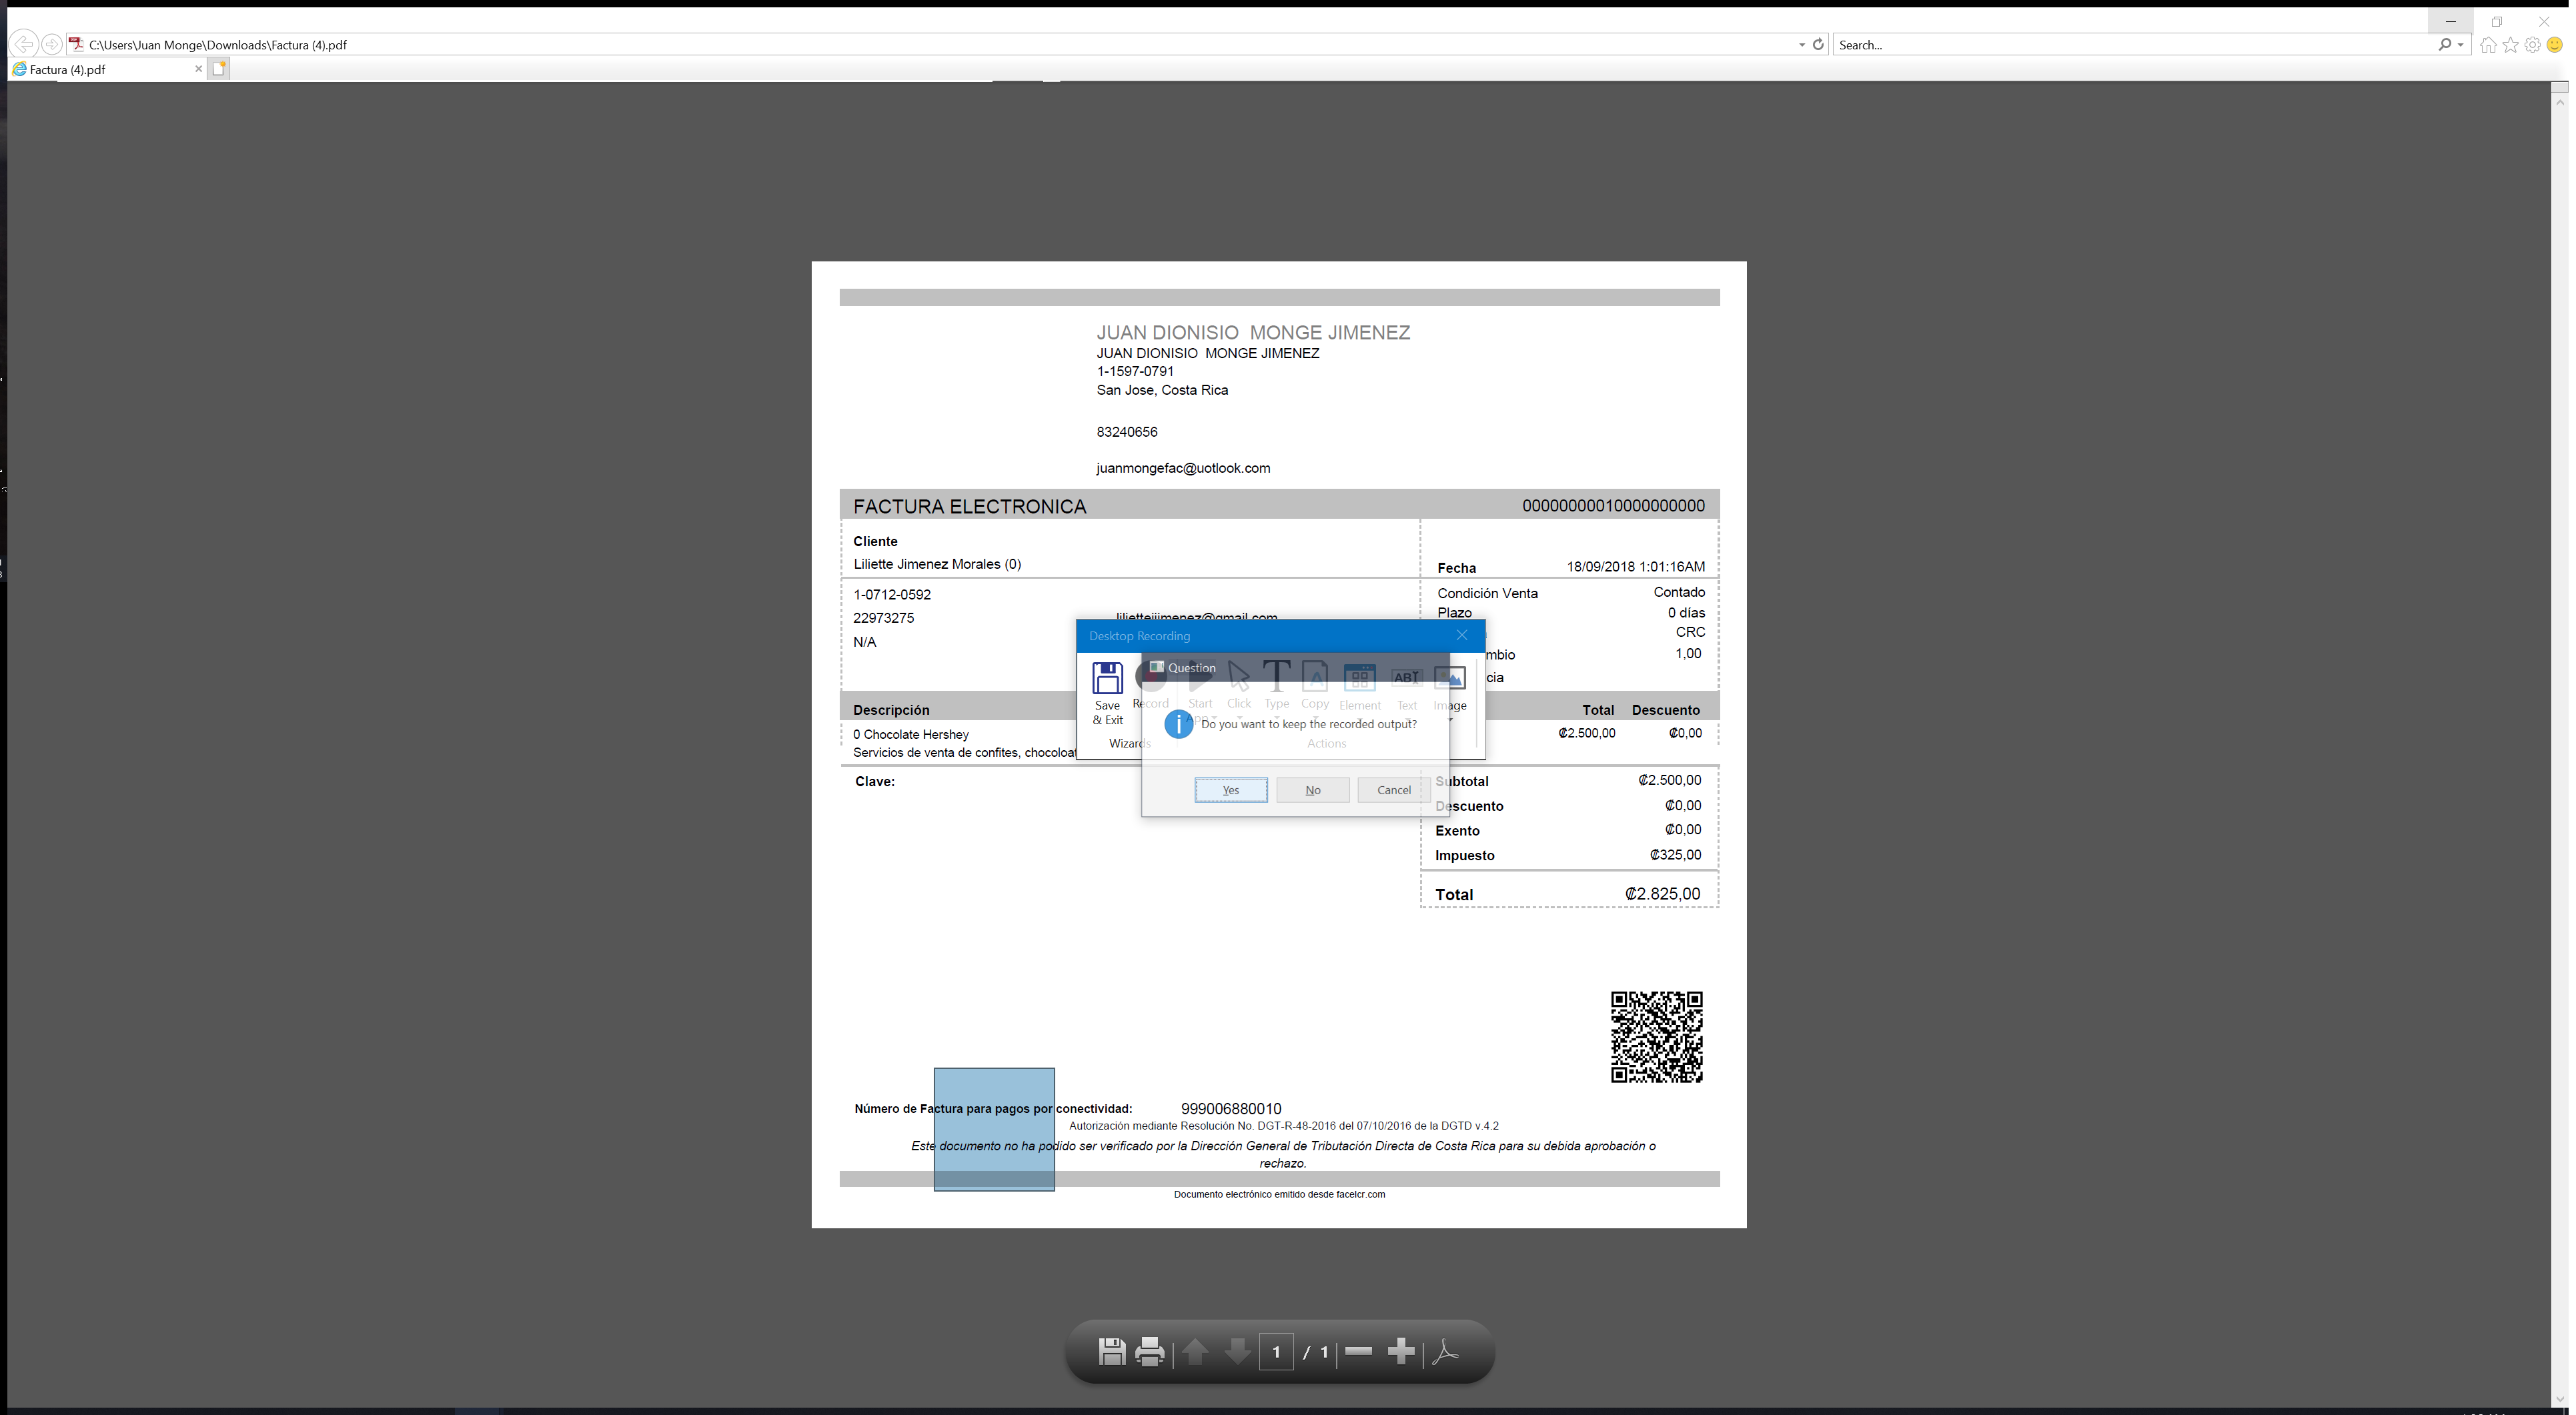 C:\Users\Juan Monge\Downloads\Factura (4).pdf
Search...
Factura (4).pdf
JUAN DIONISIO  MONGE JIMENEZ
JUAN DIONISIO  MONGE JIMENEZ
1-1597-0791
San Jose, Costa Rica
83240656
juanmongefac@uotlook.com
FACTURA ELECTRONICA 00000000010000000000
Cliente
Liliette Jimenez Morales (0)
Fecha 18/09/2018 1:01:16AM
1-0712-0592
22973275 liliettejimenez@gmail.com
N/A
Condición Venta Contado
Plazo 0 días
CRC
mbio 1,00
cia
Desktop Recording
Question
Save & Exit
Record
Start App
Click
Type
Copy
Element
Text
Image
Wizards
Actions
Do you want to keep the recorded output?
Yes No Cancel
Descripción Total Descuento
0 Chocolate Hershey ₡2.500,00 ₡0,00
Servicios de venta de confites, chocoloat
Clave:
Subtotal ₡2.500,00
Descuento ₡0,00
Exento ₡0,00
Impuesto ₡325,00
Total ₡2.825,00
Número de Factura para pagos por conectividad: 999006880010
Autorización mediante Resolución No. DGT-R-48-2016 del 07/10/2016 de la DGTD v.4.2
Este documento no ha podido ser verificado por la Dirección General de Tributación Directa de Costa Rica para su debida aprobación o
rechazo.
Documento electrónico emitido desde facelcr.com
1 / 1